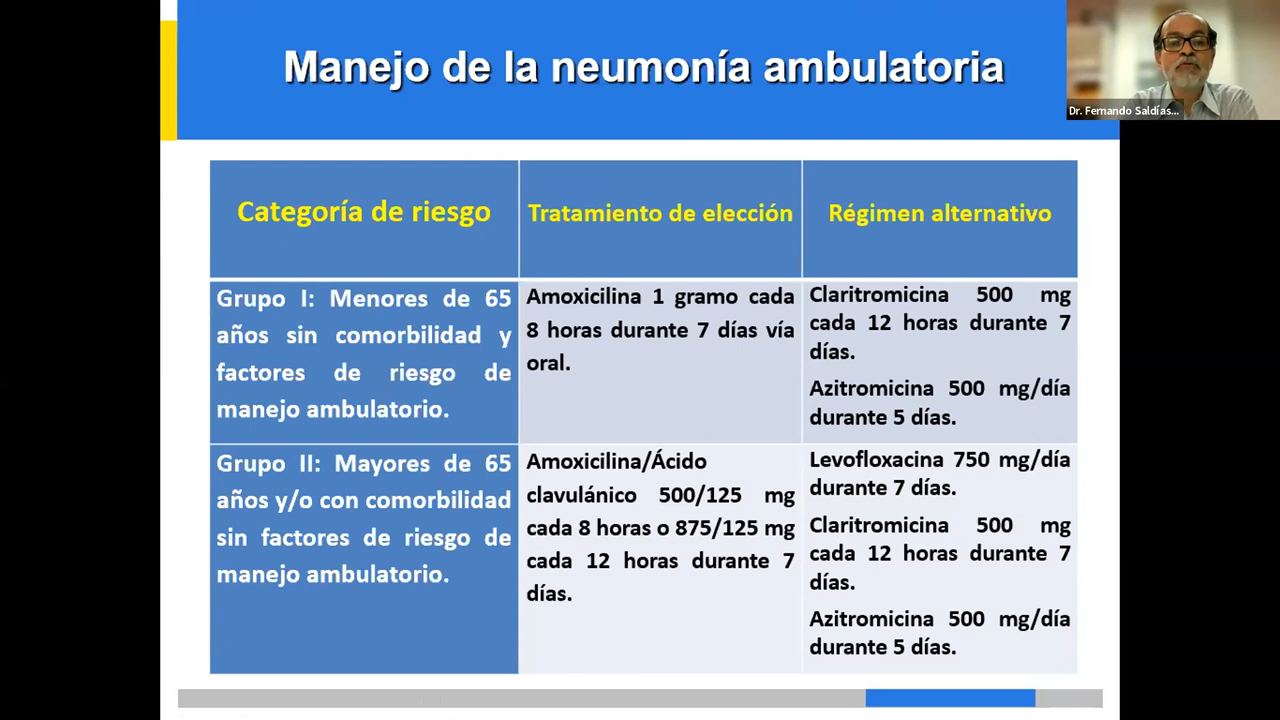 Manejo de la neumonía ambulatoria
Dr. Fernando Saldías...
Categoría de riesgo
Tratamiento de elección
Régimen alternativo
Grupo I: Menores de 65
años sin comorbilidad y
factores de riesgo de
manejo ambulatorio.
Amoxicilina 1 gramo cada
8 horas durante 7 días vía
oral.
Claritromicina 500 mg
cada 12 horas durante 7
días.
Azitromicina 500 mg/día
durante 5 días.
Grupo II: Mayores de 65
años y/o con comorbilidad
sin factores de riesgo de
manejo ambulatorio.
Amoxicilina/Ácido
clavulánico 500/125 mg
cada 8 horas o 875/125 mg
cada 12 horas durante 7
días.
Levofloxacina 750 mg/día
durante 7 días.
Claritromicina 500 mg
cada 12 horas durante 7
días.
Azitromicina 500 mg/día
durante 5 días.